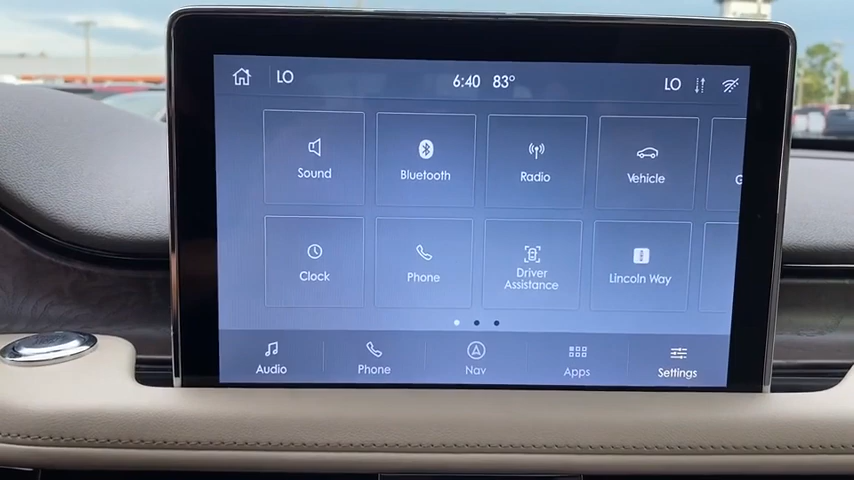 LO 6:40 83° LO
Sound Bluetooth Radio Vehicle
Clock Phone Driver Assistance Lincoln Way
Audio Phone Nav Apps Settings